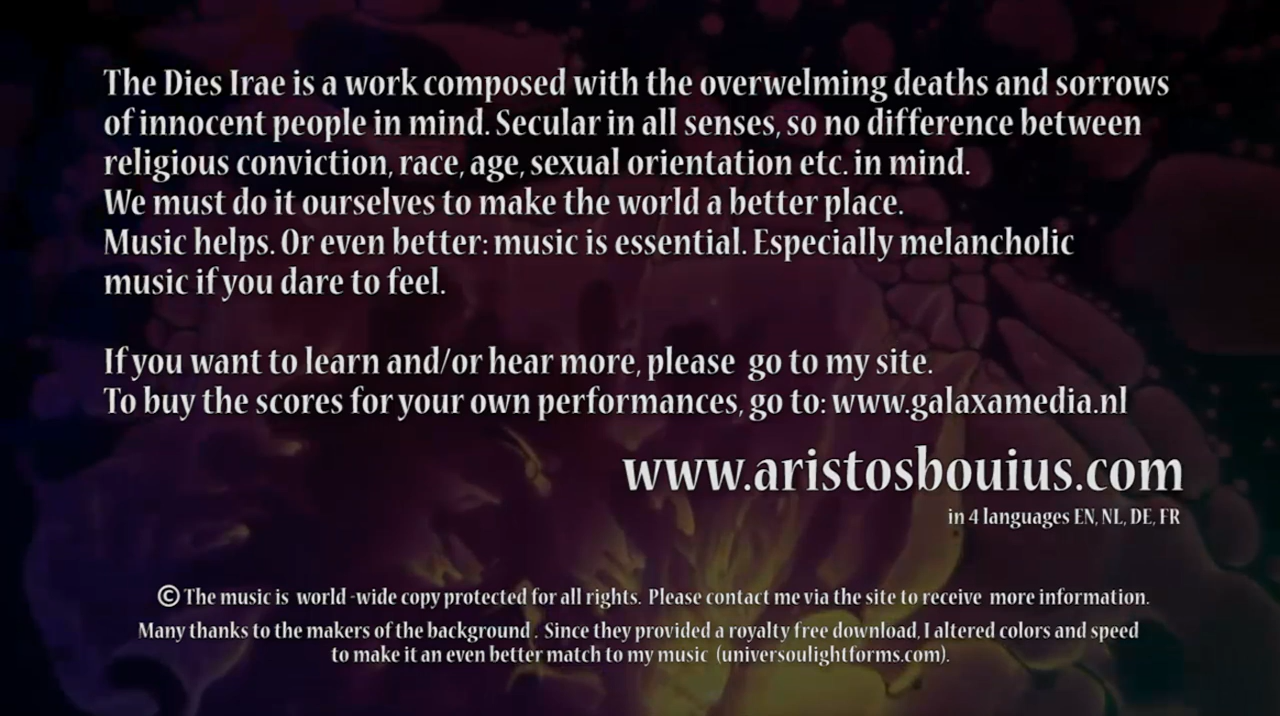 The Dies Irae is a work composed with the overwelming deaths and sorrows
of innocent people in mind. Secular in all senses, so no difference between
religious conviction, race, age, sexual orientation etc. in mind.
We must do it ourselves to make the world a better place.
Music helps. Or even better: music is essential. Especially melancholic
music if you dare to feel.
If you want to learn and/or hear more, please go to my site.
To buy the scores for your own performances, go to: www.galaxamedia.nl
www.aristosbouius.com
in 4 languages EN, NL, DE, FR
© The music is world -wide copy protected for all rights. Please contact me via the site to receive more information.
Many thanks to the makers of the background . Since they provided a royalty free download, I altered colors and speed
to make it an even better match to my music (universoulightforms.com).